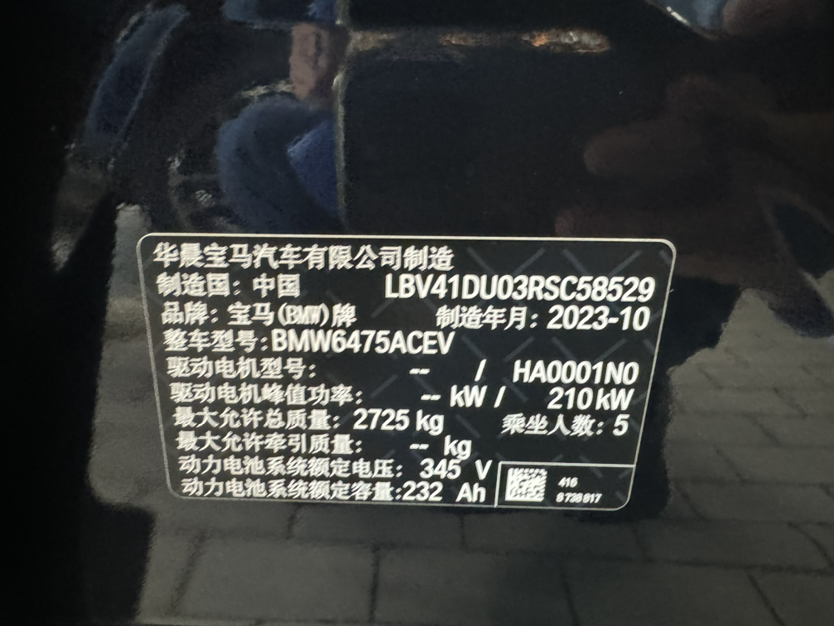 华晨宝马汽车有限公司制造
制造国：中国 LBV41DU03RSC58529
品牌：宝马(BMW)牌 制造年月：2023-10
整车型号：BMW6475ACEV
驱动电机型号： -- / HA0001N0
驱动电机峰值功率： -- kW / 210 kW
最大允许总质量：2725 kg 乘坐人数：5
最大允许牵引质量： -- kg
动力电池系统额定电压：345 V
动力电池系统额定容量：232 Ah
416
8738817